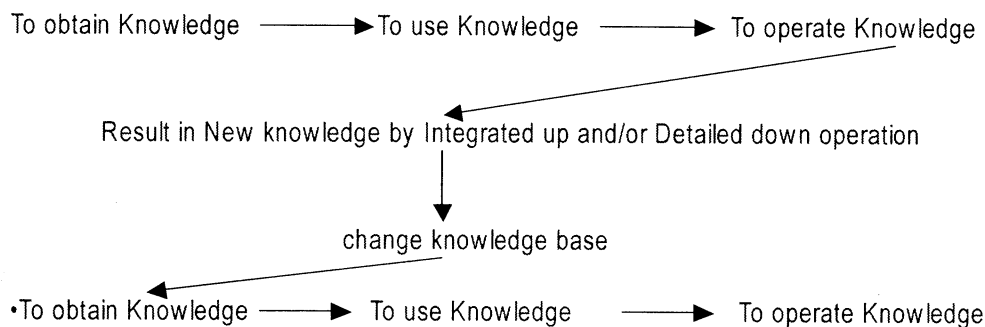 To obtain Knowledge To use Knowledge To operate Knowledge
Result in New knowledge by Integrated up and/or Detailed down operation
change knowledge base
•To obtain Knowledge To use Knowledge To operate Knowledge